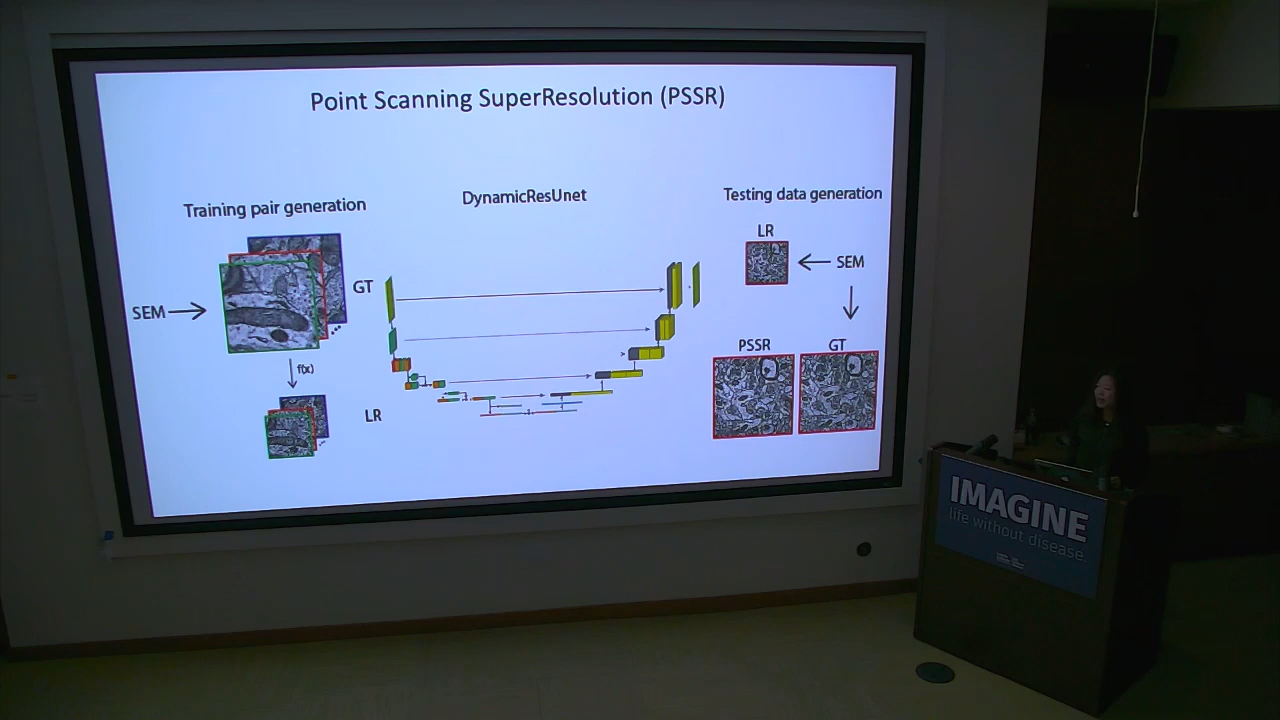 Point Scanning SuperResolution (PSSR)
Training pair generation
DynamicResUnet
Testing data generation
LR
SEM
GT
SEM
PSSR
GT
f(x)
LR
IMAGINE
life without disease.